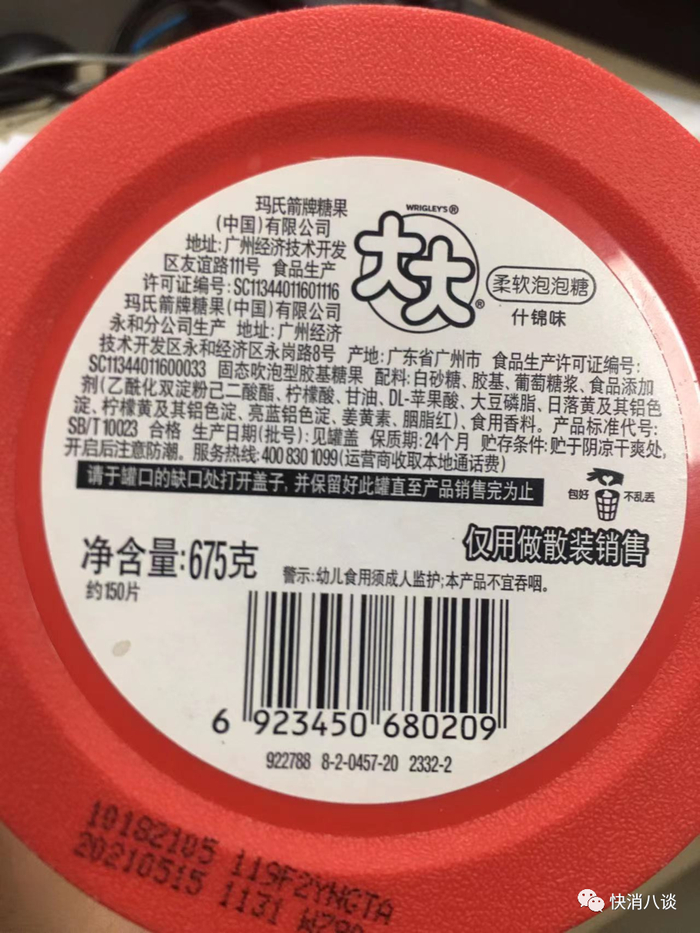 玛氏箭牌糖果
(中国)有限公司
地址:广州经济技术开发
区友谊路111号 食品生产
许可证编号:SC11344011601116
玛氏箭牌糖果(中国)有限公司
永和分公司生产 地址:广州经济
技术开发区永和经济区永岗路8号 产地:广东省广州市 食品生产许可证编号:
SC11344011600033 固态吹泡型胶基糖果 配料:白砂糖、胶基、葡萄糖浆、食品添加
剂(乙酰化双淀粉己二酸酯、柠檬酸、甘油、DL-苹果酸、大豆磷脂、日落黄及其铝色
淀、柠檬黄及其铝色淀、亮蓝铝色淀、姜黄素、胭脂红)、食用香料。产品标准代号:
SB/T 10023 合格 生产日期(批号):见罐盖 保质期:24个月 贮存条件:贮于阴凉干爽处,
开启后注意防潮。服务热线:400 830 1099(运营商收取本地通话费)
WRIGLEY'S®
大大®
柔软泡泡糖
什锦味
请于罐口的缺口处打开盖子,并保留好此罐直至产品销售完为止
包好 不乱丢
净含量:675克
约150片
仅用做散装销售
警示:幼儿食用须成人监护;本产品不宜吞咽。
6 923450 680209
922788 8-2-0457-20 2332-2
10182105 119F2YNGTA
20210515 1131
快消八谈